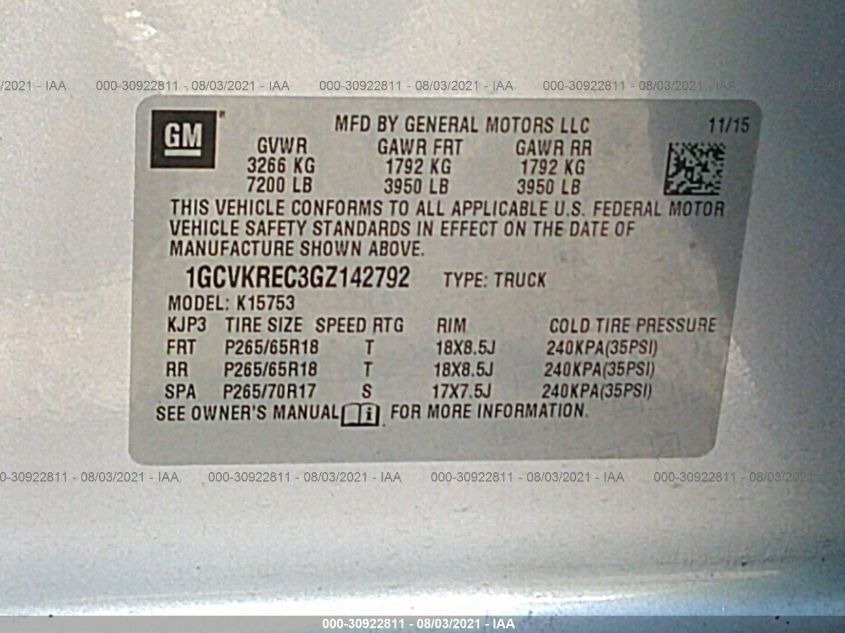 /2021 - IAA 000-30922811 - 08/03/2021 - IAA 000-30922811 - 08/03/2021 - IAA 000-30922811 - 08/03/2021 - IAA
GM MFD BY GENERAL MOTORS LLC 11/15
GVWR GAWR FRT GAWR RR
3266 KG 1792 KG 1792 KG
7200 LB 3950 LB 3950 LB
THIS VEHICLE CONFORMS TO ALL APPLICABLE U.S. FEDERAL MOTOR
VEHICLE SAFETY STANDARDS IN EFFECT ON THE DATE OF
MANUFACTURE SHOWN ABOVE.
1GCVKREC3GZ142792 TYPE: TRUCK
MODEL: K15753
KJP3 TIRE SIZE SPEED RTG RIM COLD TIRE PRESSURE
FRT P265/65R18 T 18X8.5J 240KPA(35PSI)
RR P265/65R18 T 18X8.5J 240KPA(35PSI)
SPA P265/70R17 S 17X7.5J 240KPA(35PSI)
SEE OWNER'S MANUAL i FOR MORE INFORMATION.
000-30922811 - 08/03/2021 - IAA 000-30922811 - 08/03/2021 - IAA 000-30922811 - 08/03/2021 - IAA 000-30922811 - 08/03/2021
000-30922811 - 08/03/2021 - IAA